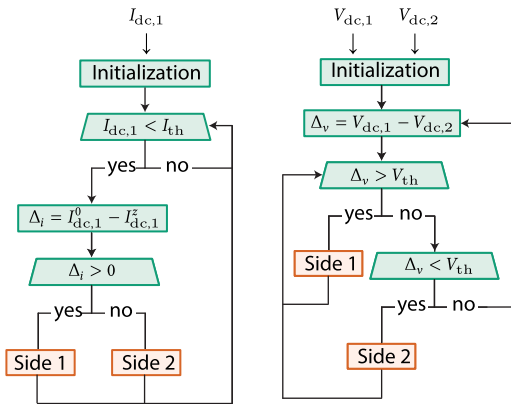 I_dc,1
Initialization
I_dc,1 < I_th
yes no
Δ_i = I^0_dc,1 − I^z_dc,1
Δ_i > 0
yes no
Side 1 Side 2
V_dc,1 V_dc,2
Initialization
Δ_v = V_dc,1 − V_dc,2
Δ_v > V_th
yes no
Side 1
Δ_v < V_th
yes no
Side 2